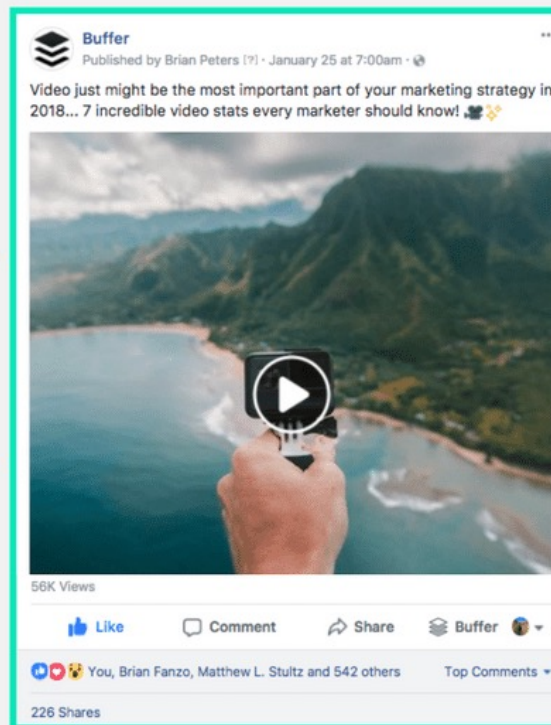 Buffer
Published by Brian Peters [?] · January 25 at 7:00am ·
Video just might be the most important part of your marketing strategy in
2018... 7 incredible video stats every marketer should know! 🎥✨
56K Views
Like Comment Share Buffer
You, Brian Fanzo, Matthew L. Stultz and 542 others Top Comments
226 Shares